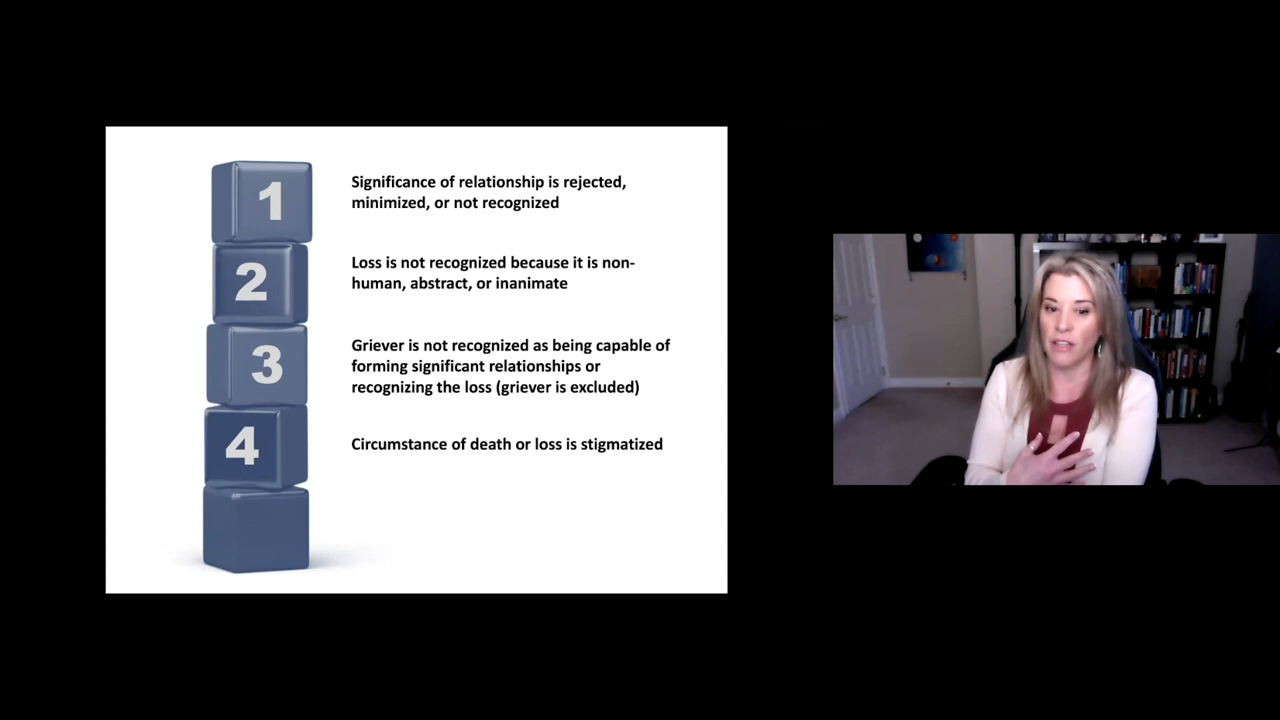 1
Significance of relationship is rejected,
minimized, or not recognized
2
Loss is not recognized because it is non-
human, abstract, or inanimate
3
Griever is not recognized as being capable of
forming significant relationships or
recognizing the loss (griever is excluded)
4
Circumstance of death or loss is stigmatized